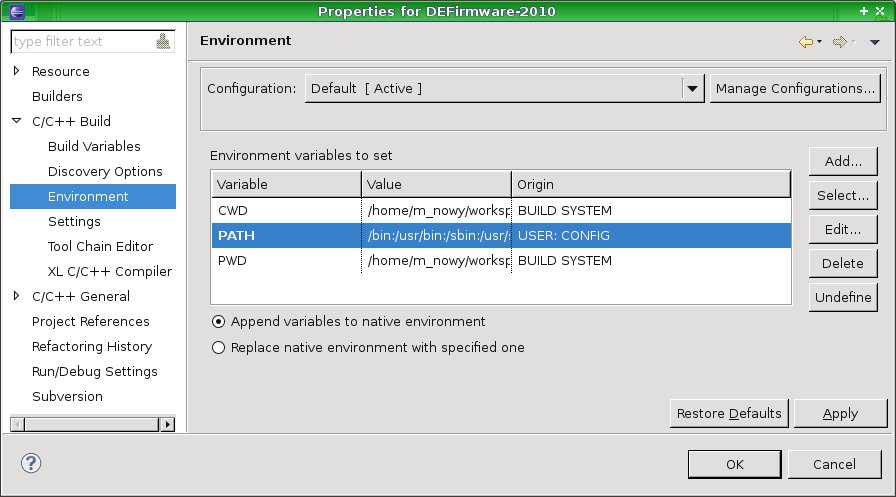 Properties for DEFirmware-2010
type filter text
Resource
Builders
C/C++ Build
Build Variables
Discovery Options
Environment
Settings
Tool Chain Editor
XL C/C++ Compiler
C/C++ General
Project References
Refactoring History
Run/Debug Settings
Subversion
Environment
Configuration: Default [ Active ] Manage Configurations...
Environment variables to set
Variable Value Origin
CWD /home/m_nowy/worksp BUILD SYSTEM
PATH /bin:/usr/bin:/sbin:/usr/s USER: CONFIG
PWD /home/m_nowy/worksp BUILD SYSTEM
Add...
Select...
Edit...
Delete
Undefine
Append variables to native environment
Replace native environment with specified one
Restore Defaults Apply
? OK Cancel